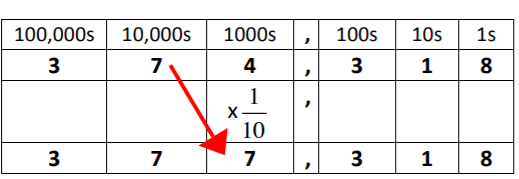 100,000s 10,000s 1000s , 100s 10s 1s
3 7 4 , 3 1 8
x 1/10 ,
3 7 7 , 3 1 8